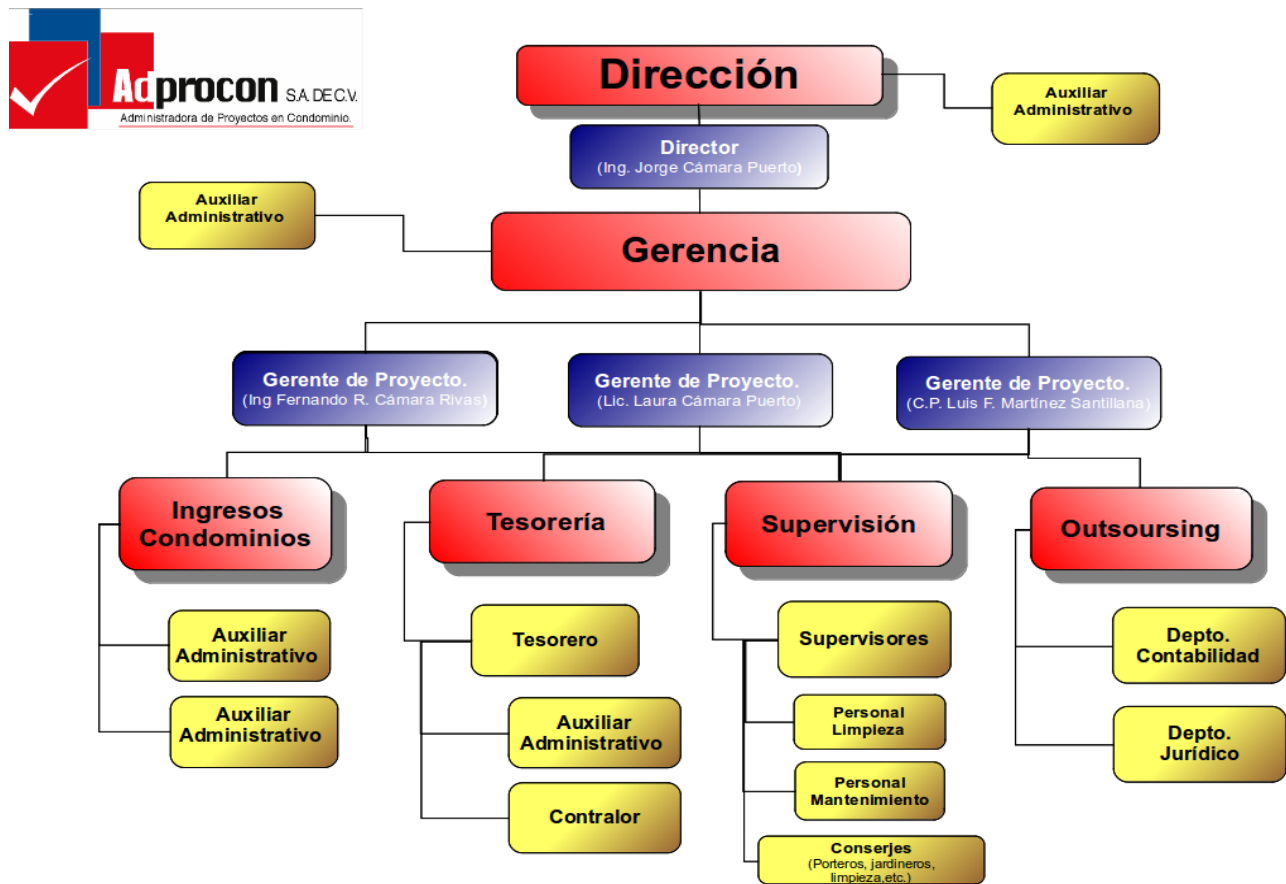 Adprocon S.A. DE C.V.
Administradora de Proyectos en Condominio.
Dirección
Auxiliar
Administrativo
Director
(Ing. Jorge Cámara Puerto)
Auxiliar
Administrativo
Gerencia
Gerente de Proyecto.
(Ing Fernando R. Cámara Rivas)
Gerente de Proyecto.
(Lic. Laura Cámara Puerto)
Gerente de Proyecto.
(C.P. Luis F. Martínez Santillana)
Ingresos
Condominios
Auxiliar
Administrativo
Auxiliar
Administrativo
Tesorería
Tesorero
Auxiliar
Administrativo
Contralor
Supervisión
Supervisores
Personal
Limpieza
Personal
Mantenimiento
Conserjes
(Porteros, jardineros,
limpieza,etc.)
Outsoursing
Depto.
Contabilidad
Depto.
Jurídico